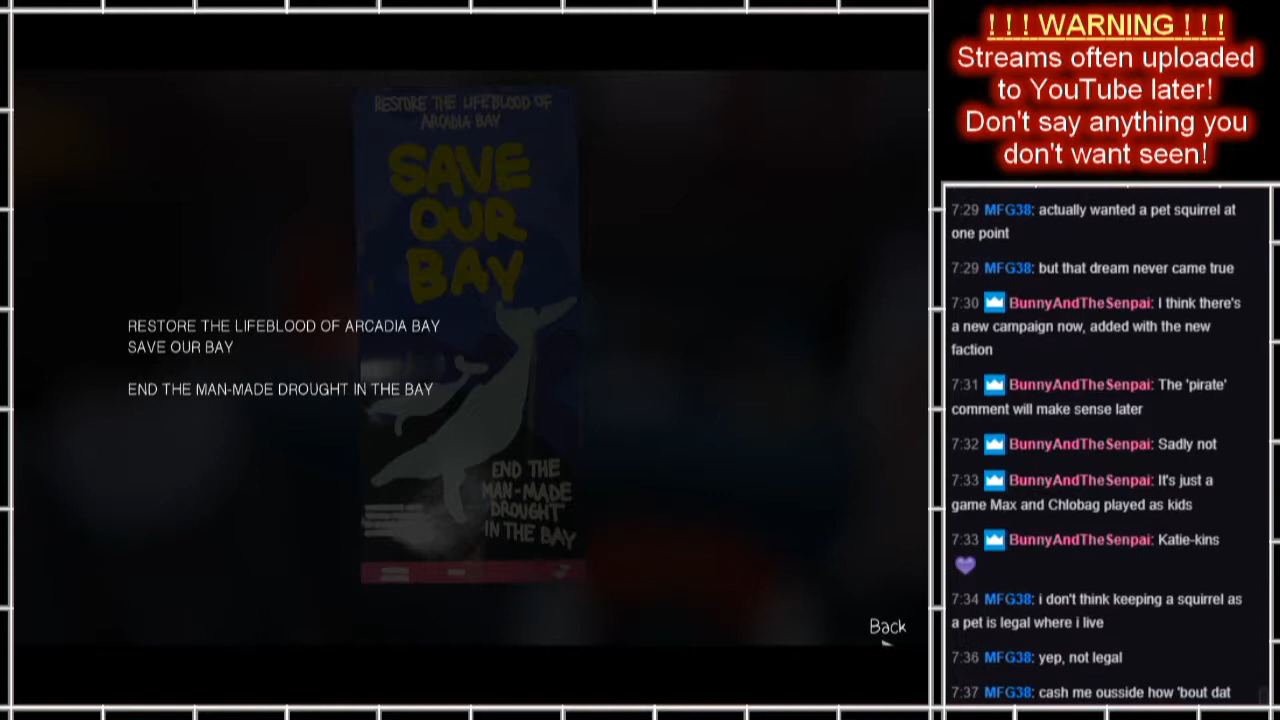 RESTORE THE LIFEBLOOD OF
ARCADIA BAY
SAVE
OUR
BAY
END THE
MAN-MADE
DROUGHT
IN THE BAY
RESTORE THE LIFEBLOOD OF ARCADIA BAY
SAVE OUR BAY
END THE MAN-MADE DROUGHT IN THE BAY
Back
! ! ! WARNING ! ! !
Streams often uploaded
to YouTube later!
Don't say anything you
don't want seen!
7:29 MFG38: actually wanted a pet squirrel at
one point
7:29 MFG38: but that dream never came true
7:30 BunnyAndTheSenpai: I think there's
a new campaign now, added with the new
faction
7:31 BunnyAndTheSenpai: The 'pirate'
comment will make sense later
7:32 BunnyAndTheSenpai: Sadly not
7:33 BunnyAndTheSenpai: It's just a
game Max and Chlobag played as kids
7:33 BunnyAndTheSenpai: Katie-kins
7:34 MFG38: i don't think keeping a squirrel as
a pet is legal where i live
7:36 MFG38: yep, not legal
7:37 MFG38: cash me ousside how 'bout dat